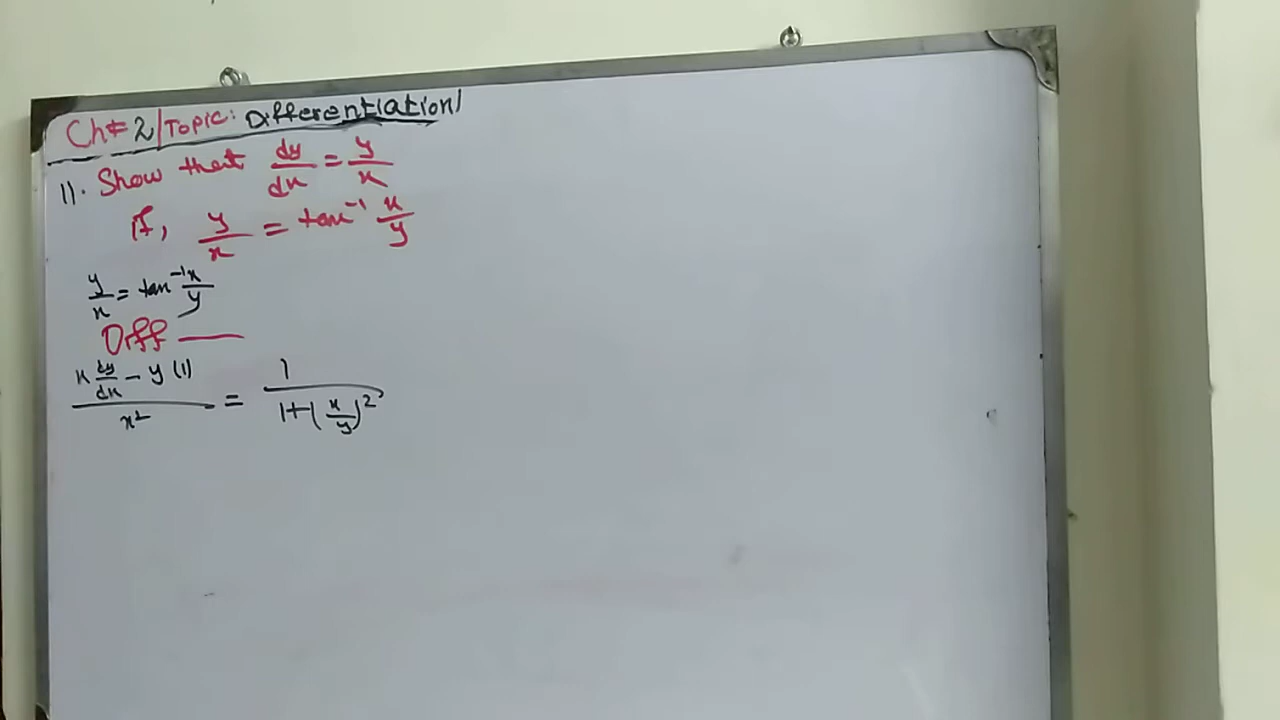 Ch# 2 | Topic: Differentiation |
11. Show that dy/dx = y/x
If, y/x = tan⁻¹ x/y
y/x = tan⁻¹ x/y
Diff ——
(x dy/dx - y (1))/x² = 1/(1+(x/y)²)